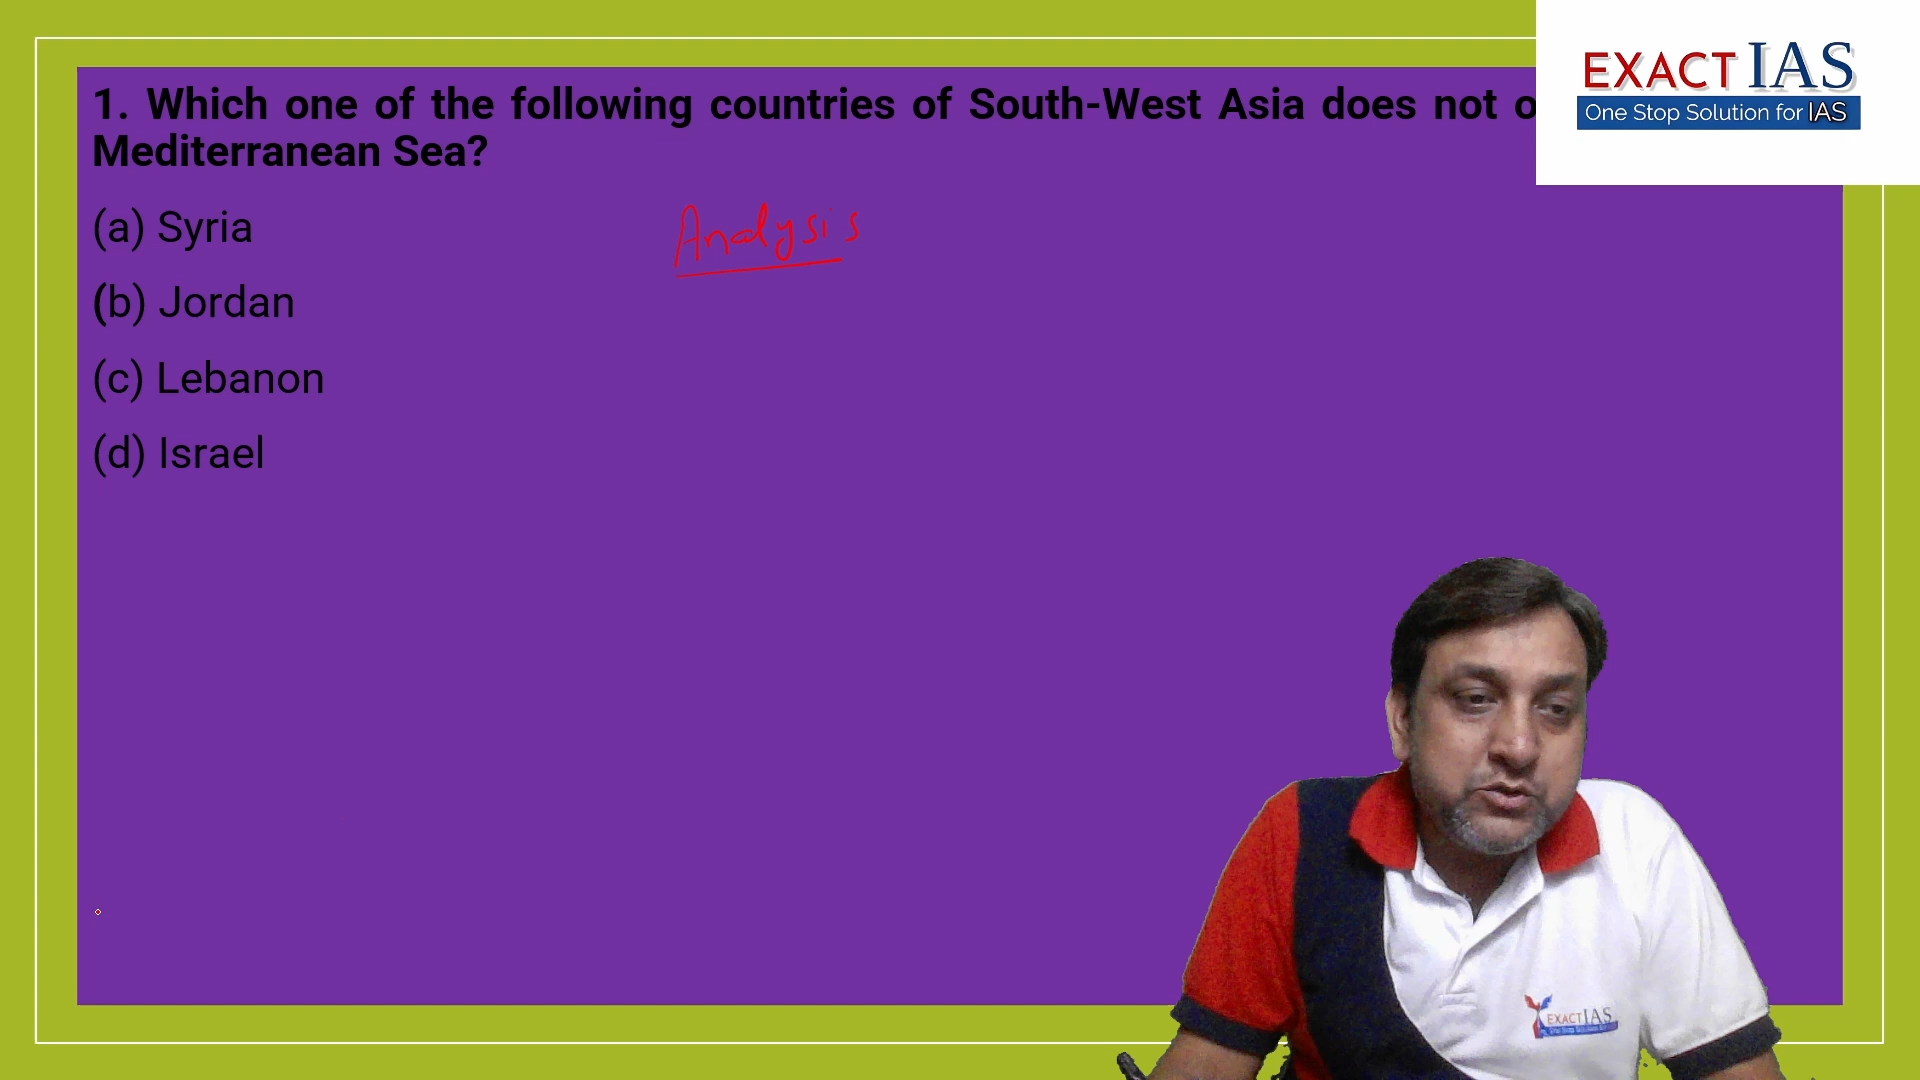 1. Which one of the following countries of South-West Asia does not
Mediterranean Sea?
(a) Syria
(b) Jordan
(c) Lebanon
(d) Israel
Analysis
EXACT IAS
One Stop Solution for IAS
EXACT IAS